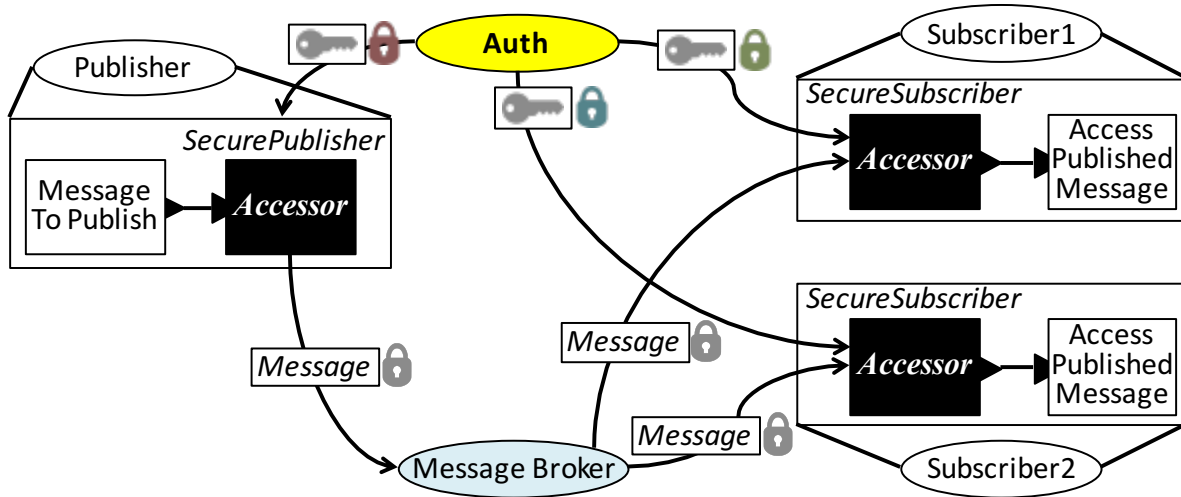 Auth
Publisher
SecurePublisher
Message
To Publish
Accessor
Subscriber1
SecureSubscriber
Accessor
Access
Published
Message
SecureSubscriber
Accessor
Access
Published
Message
Subscriber2
Message
Message
Message
Message Broker